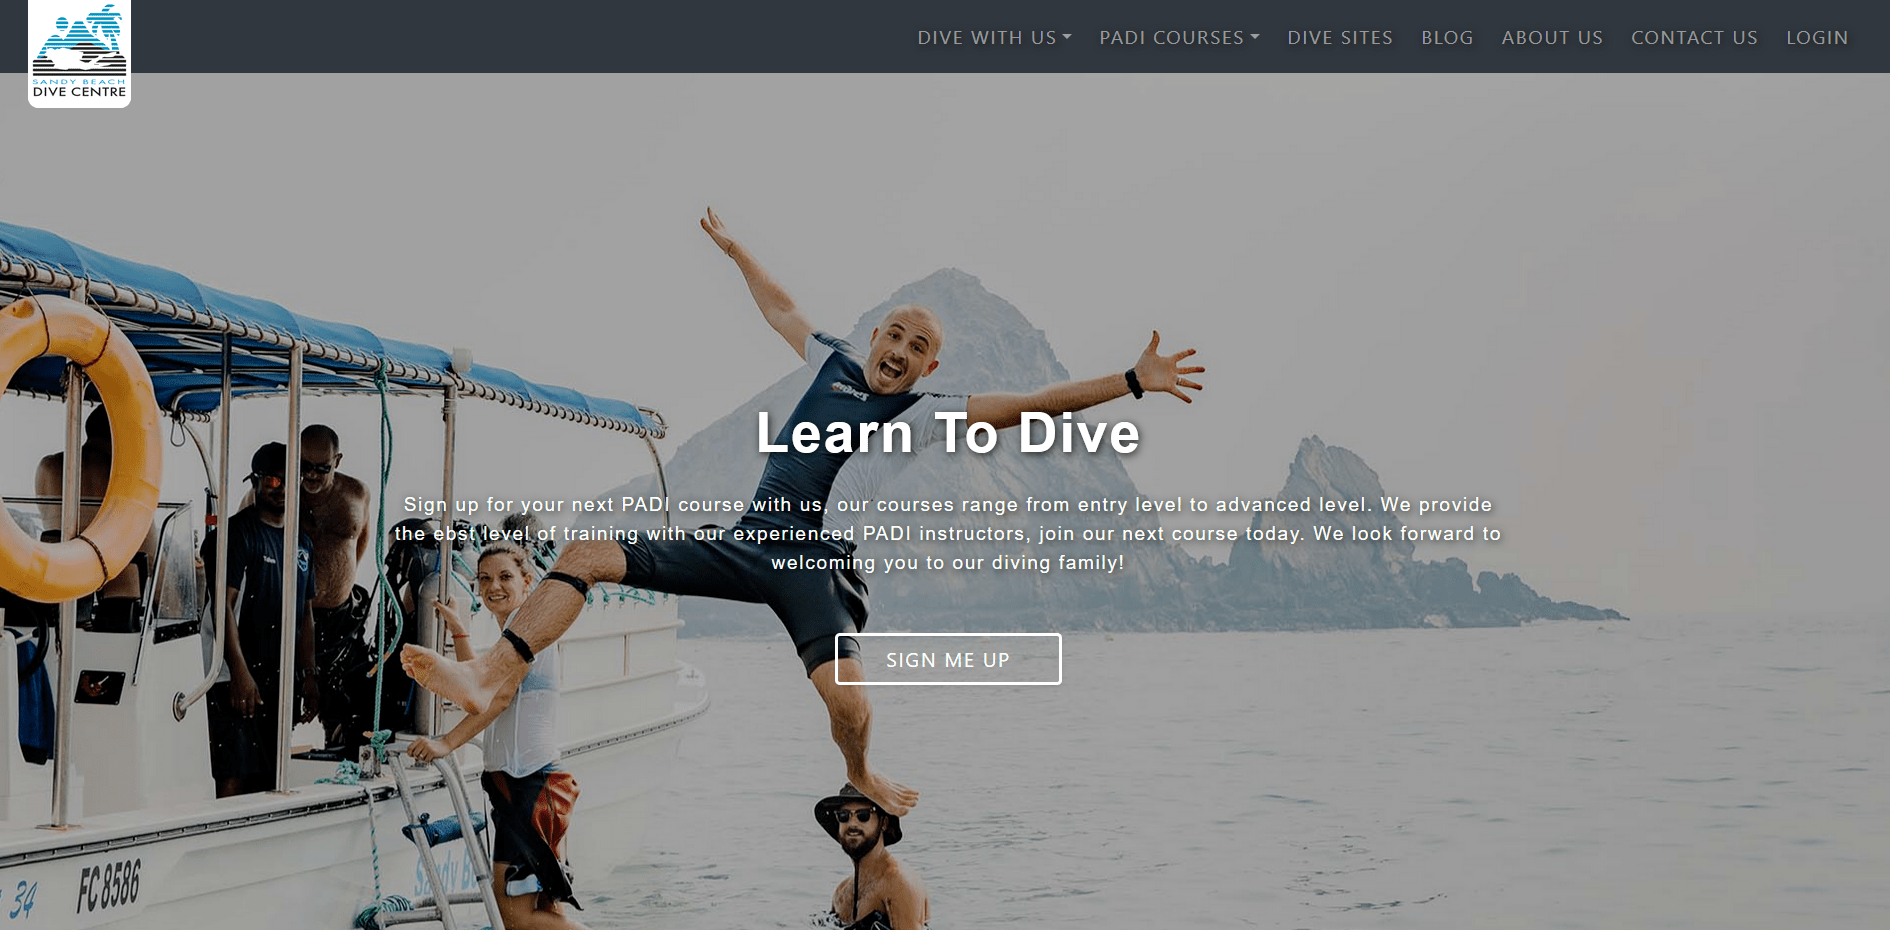 SANDY BEACH
DIVE CENTRE
DIVE WITH US
PADI COURSES
DIVE SITES
BLOG
ABOUT US
CONTACT US
LOGIN
Learn To Dive
Sign up for your next PADI course with us, our courses range from entry level to advanced level. We provide
the ebst level of training with our experienced PADI instructors, join our next course today. We look forward to
welcoming you to our diving family!
SIGN ME UP
34
FC 8586
Sandy